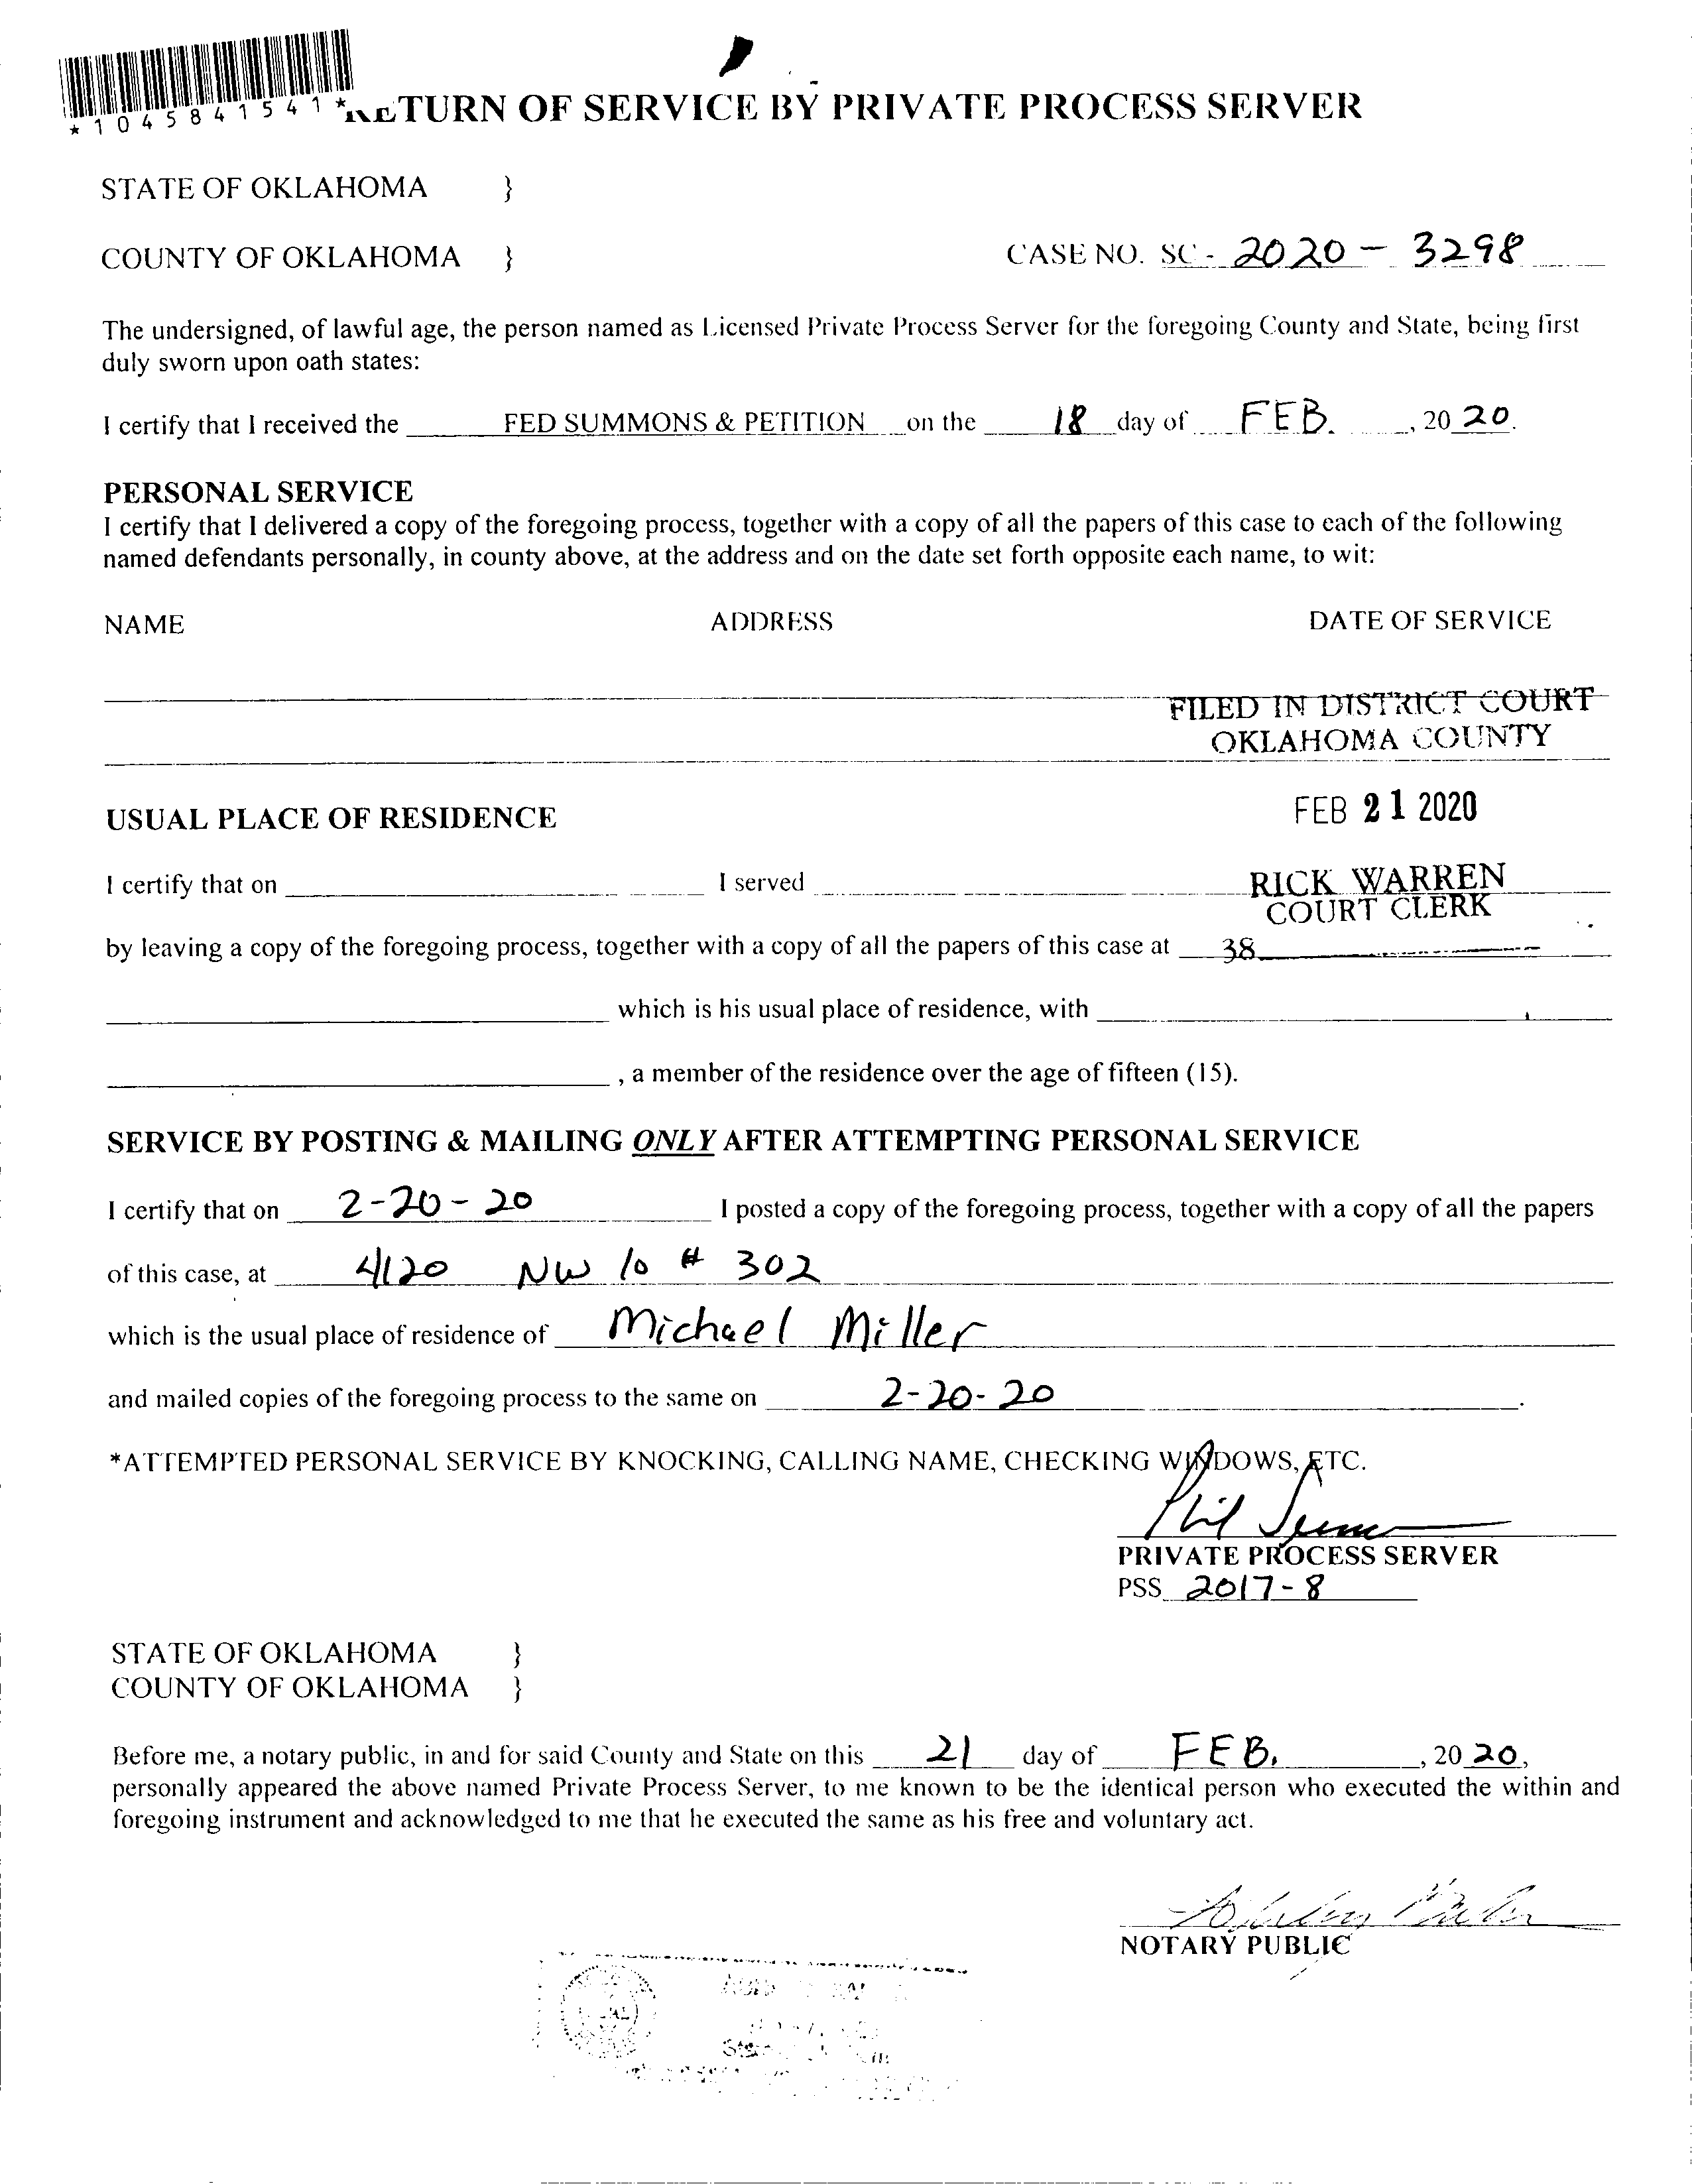 *1045841541*
RETURN OF SERVICE BY PRIVATE PROCESS SERVER
STATE OF OKLAHOMA }
COUNTY OF OKLAHOMA } CASE NO. SC - 2020 - 3298
The undersigned, of lawful age, the person named as Licensed Private Process Server for the foregoing County and State, being first
duly sworn upon oath states:
I certify that I received the FED SUMMONS & PETITION on the 18 day of FEB. , 20 20.
PERSONAL SERVICE
I certify that I delivered a copy of the foregoing process, together with a copy of all the papers of this case to each of the following
named defendants personally, in county above, at the address and on the date set forth opposite each name, to wit:
NAME ADDRESS DATE OF SERVICE
FILED IN DISTRICT COURT
OKLAHOMA COUNTY
FEB 21 2020
USUAL PLACE OF RESIDENCE
I certify that on I served
RICK WARREN
COURT CLERK
by leaving a copy of the foregoing process, together with a copy of all the papers of this case at 38
which is his usual place of residence, with
, a member of the residence over the age of fifteen (15).
SERVICE BY POSTING & MAILING ONLY AFTER ATTEMPTING PERSONAL SERVICE
I certify that on 2-20-20 I posted a copy of the foregoing process, together with a copy of all the papers
of this case, at 4120 NW 10 # 302
which is the usual place of residence of Michael Miller
and mailed copies of the foregoing process to the same on 2-20-20 .
*ATTEMPTED PERSONAL SERVICE BY KNOCKING, CALLING NAME, CHECKING WINDOWS, ETC.
PRIVATE PROCESS SERVER
PSS 2017-8
STATE OF OKLAHOMA }
COUNTY OF OKLAHOMA }
Before me, a notary public, in and for said County and State on this 21 day of FEB. , 20 20,
personally appeared the above named Private Process Server, to me known to be the identical person who executed the within and
foregoing instrument and acknowledged to me that he executed the same as his free and voluntary act.
NOTARY PUBLIC